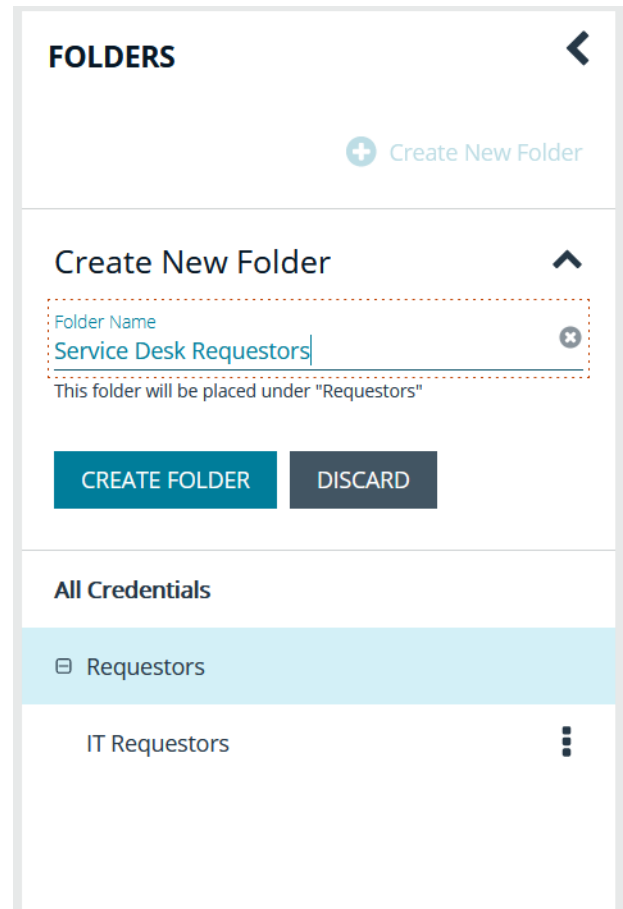 FOLDERS
Create New Folder
Create New Folder
Folder Name
Service Desk Requestors
This folder will be placed under "Requestors"
CREATE FOLDER DISCARD
All Credentials
Requestors
IT Requestors